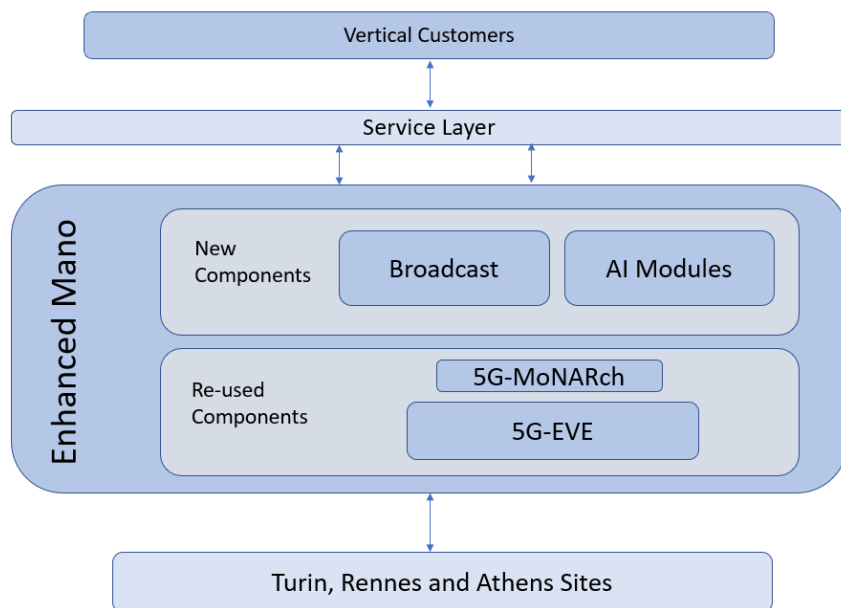 Vertical Customers
Service Layer
Enhanced Mano
New
Components
Broadcast
AI Modules
Re-used
Components
5G-MoNARch
5G-EVE
Turin, Rennes and Athens Sites